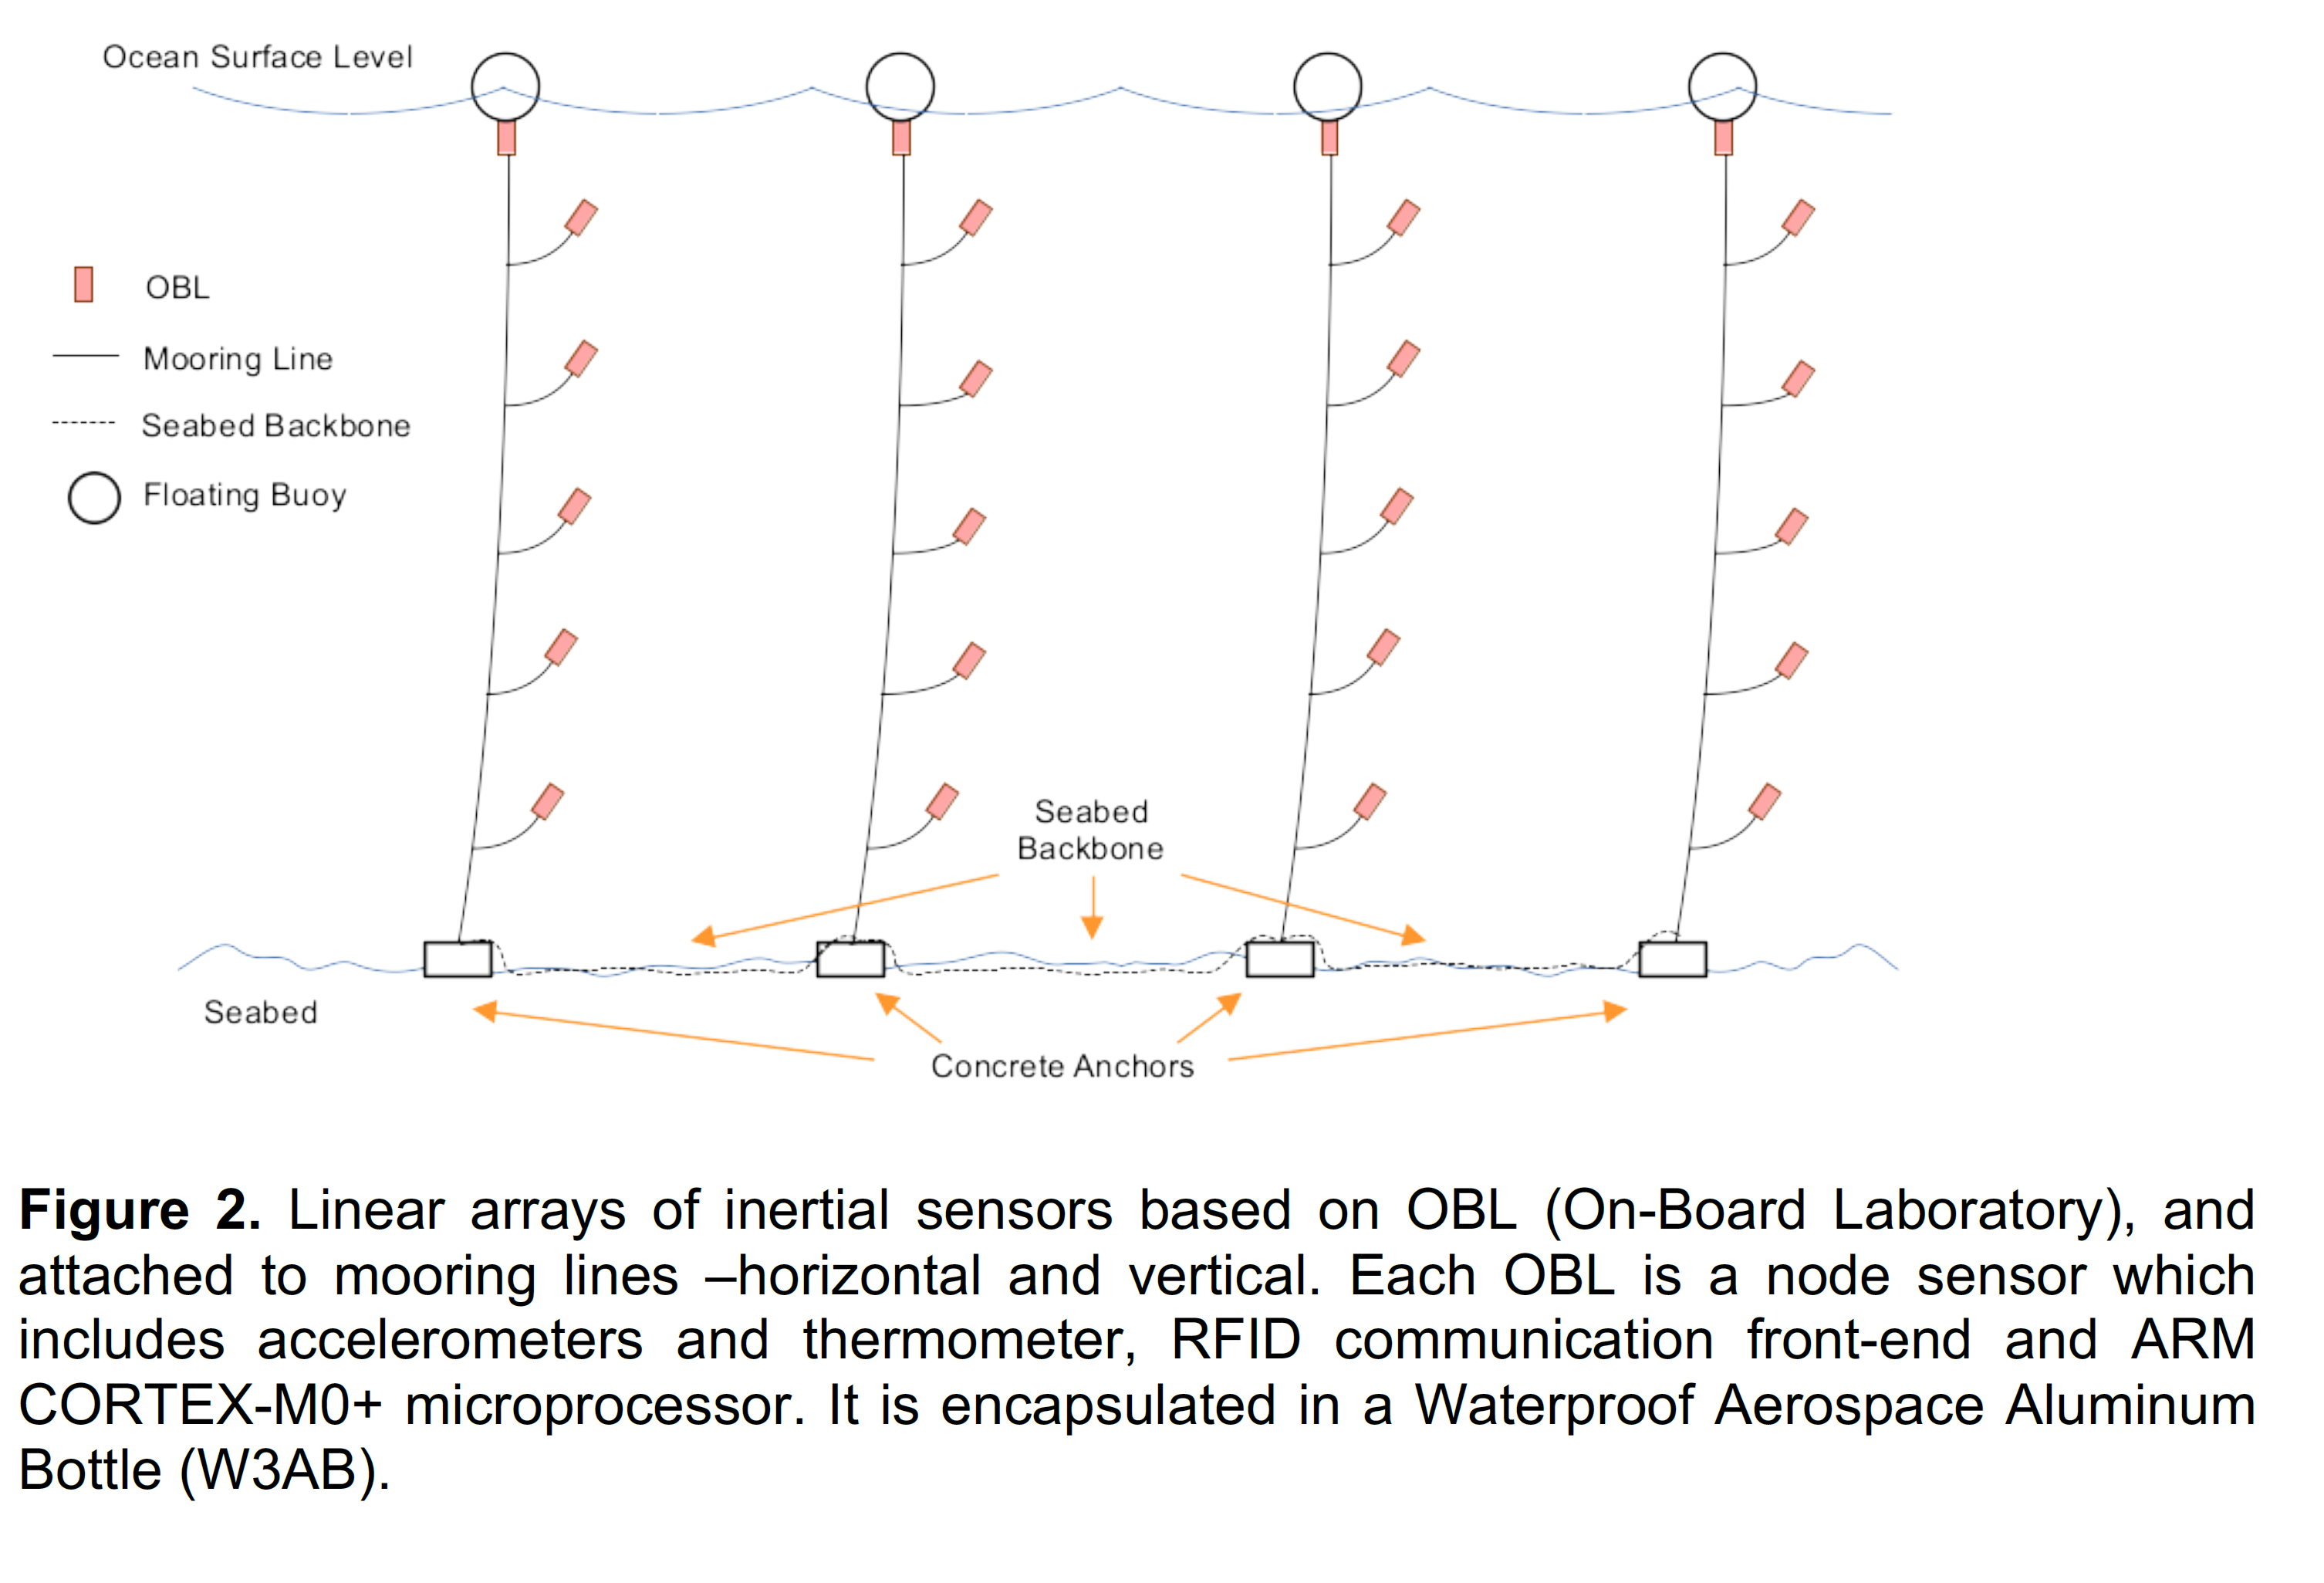 Ocean Surface Level
OBL
Mooring Line
Seabed Backbone
Floating Buoy
Seabed
Backbone
Seabed
Concrete Anchors
Figure 2. Linear arrays of inertial sensors based on OBL (On-Board Laboratory), and
attached to mooring lines –horizontal and vertical. Each OBL is a node sensor which
includes accelerometers and thermometer, RFID communication front-end and ARM
CORTEX-M0+ microprocessor. It is encapsulated in a Waterproof Aerospace Aluminum
Bottle (W3AB).